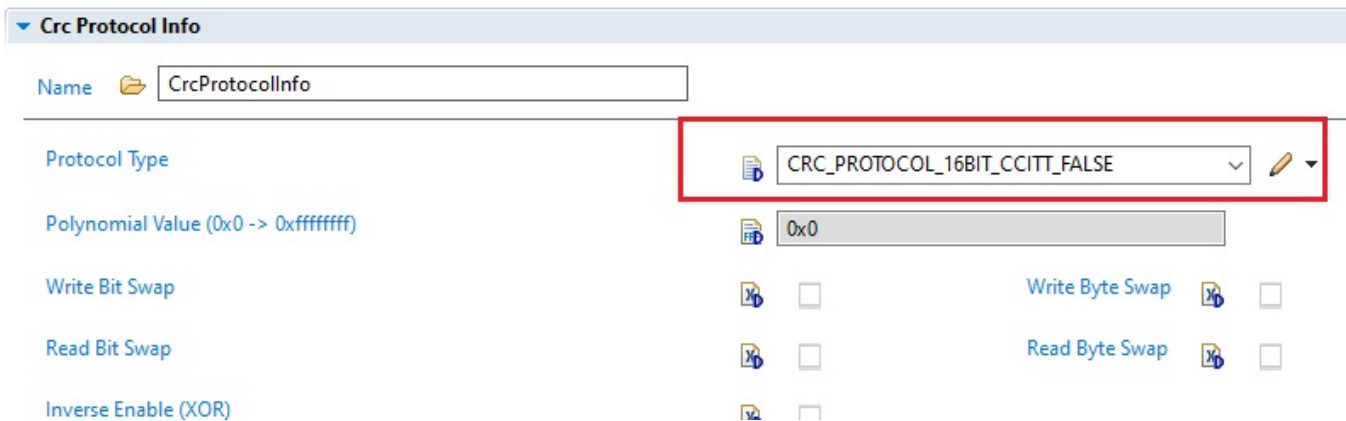 Crc Protocol Info
Name CrcProtocolInfo
Protocol Type CRC_PROTOCOL_16BIT_CCITT_FALSE
Polynomial Value (0x0 -> 0xffffffff) 0x0
Write Bit Swap Write Byte Swap
Read Bit Swap Read Byte Swap
Inverse Enable (XOR)